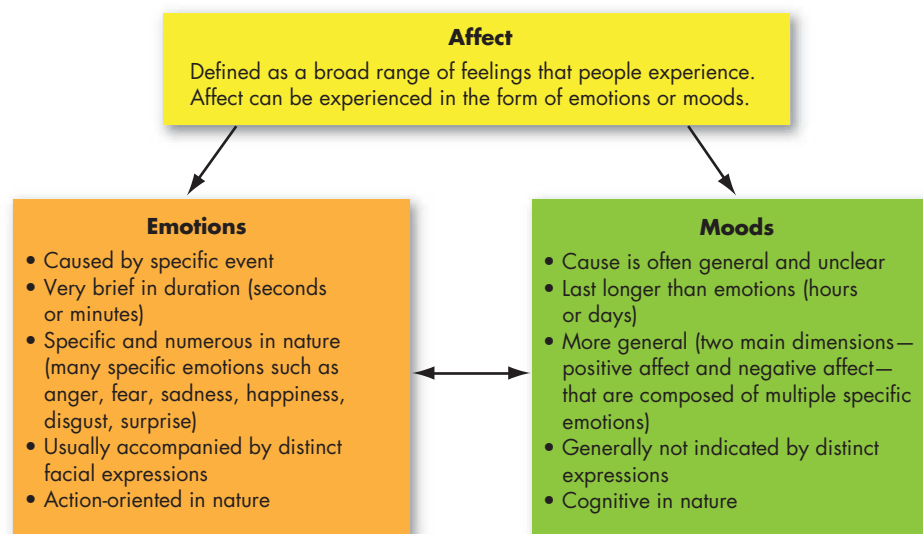 Affect
Defined as a broad range of feelings that people experience.
Affect can be experienced in the form of emotions or moods.
Emotions
• Caused by specific event
• Very brief in duration (seconds
or minutes)
• Specific and numerous in nature
(many specific emotions such as
anger, fear, sadness, happiness,
disgust, surprise)
• Usually accompanied by distinct
facial expressions
• Action-oriented in nature
Moods
• Cause is often general and unclear
• Last longer than emotions (hours
or days)
• More general (two main dimensions—
positive affect and negative affect—
that are composed of multiple specific
emotions)
• Generally not indicated by distinct
expressions
• Cognitive in nature